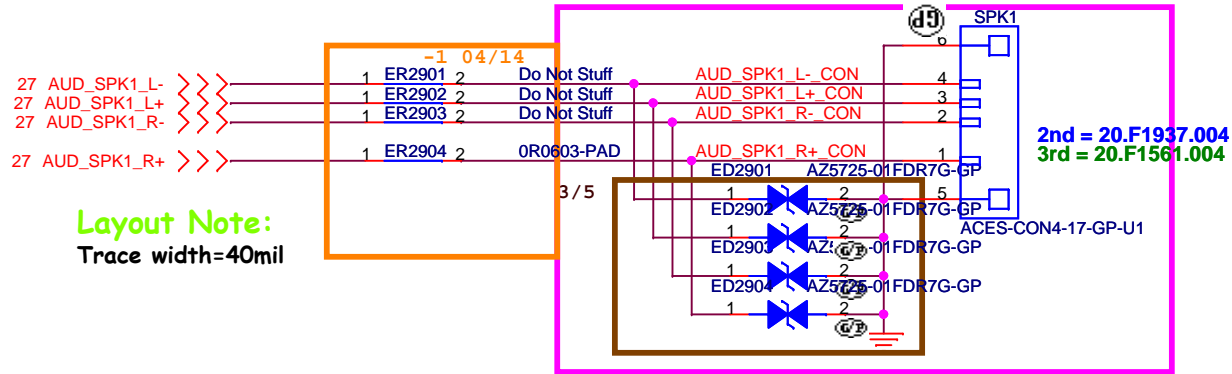 SPK1
GP
6
-1 04/14
27 AUD_SPK1_L- 1 ER2901 2 Do Not Stuff AUD_SPK1_L-_CON 4
27 AUD_SPK1_L+ 1 ER2902 2 Do Not Stuff AUD_SPK1_L+_CON 3
27 AUD_SPK1_R- 1 ER2903 2 Do Not Stuff AUD_SPK1_R-_CON 2
2nd = 20.F1937.004
3rd = 20.F1561.004
27 AUD_SPK1_R+ 1 ER2904 2 0R0603-PAD AUD_SPK1_R+_CON 1
ED2901 AZ5725-01FDR7G-GP
3/5
1 2 5
ED2902 AZ5725-01FDR7G-GP
G/P
ACES-CON4-17-GP-U1
1 2
ED2903 AZ5725-01FDR7G-GP
G/P
1 2
ED2904 AZ5725-01FDR7G-GP
G/P
1 2
G/P
Layout Note:
Trace width=40mil